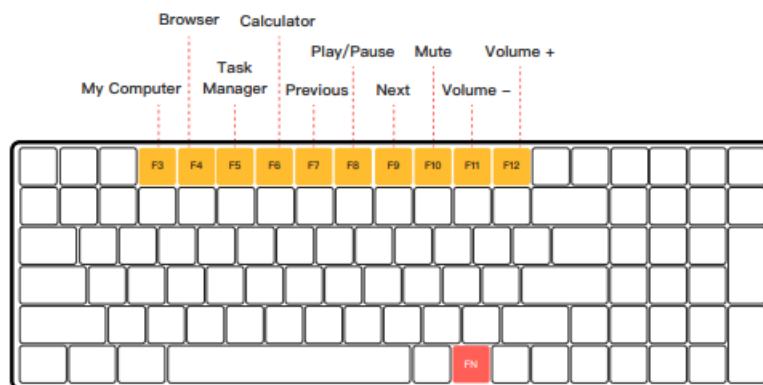 Browser Calculator
Play/Pause Mute Volume +
Task
My Computer Manager Previous Next Volume –
F3 F4 F5 F6 F7 F8 F9 F10 F11 F12
FN